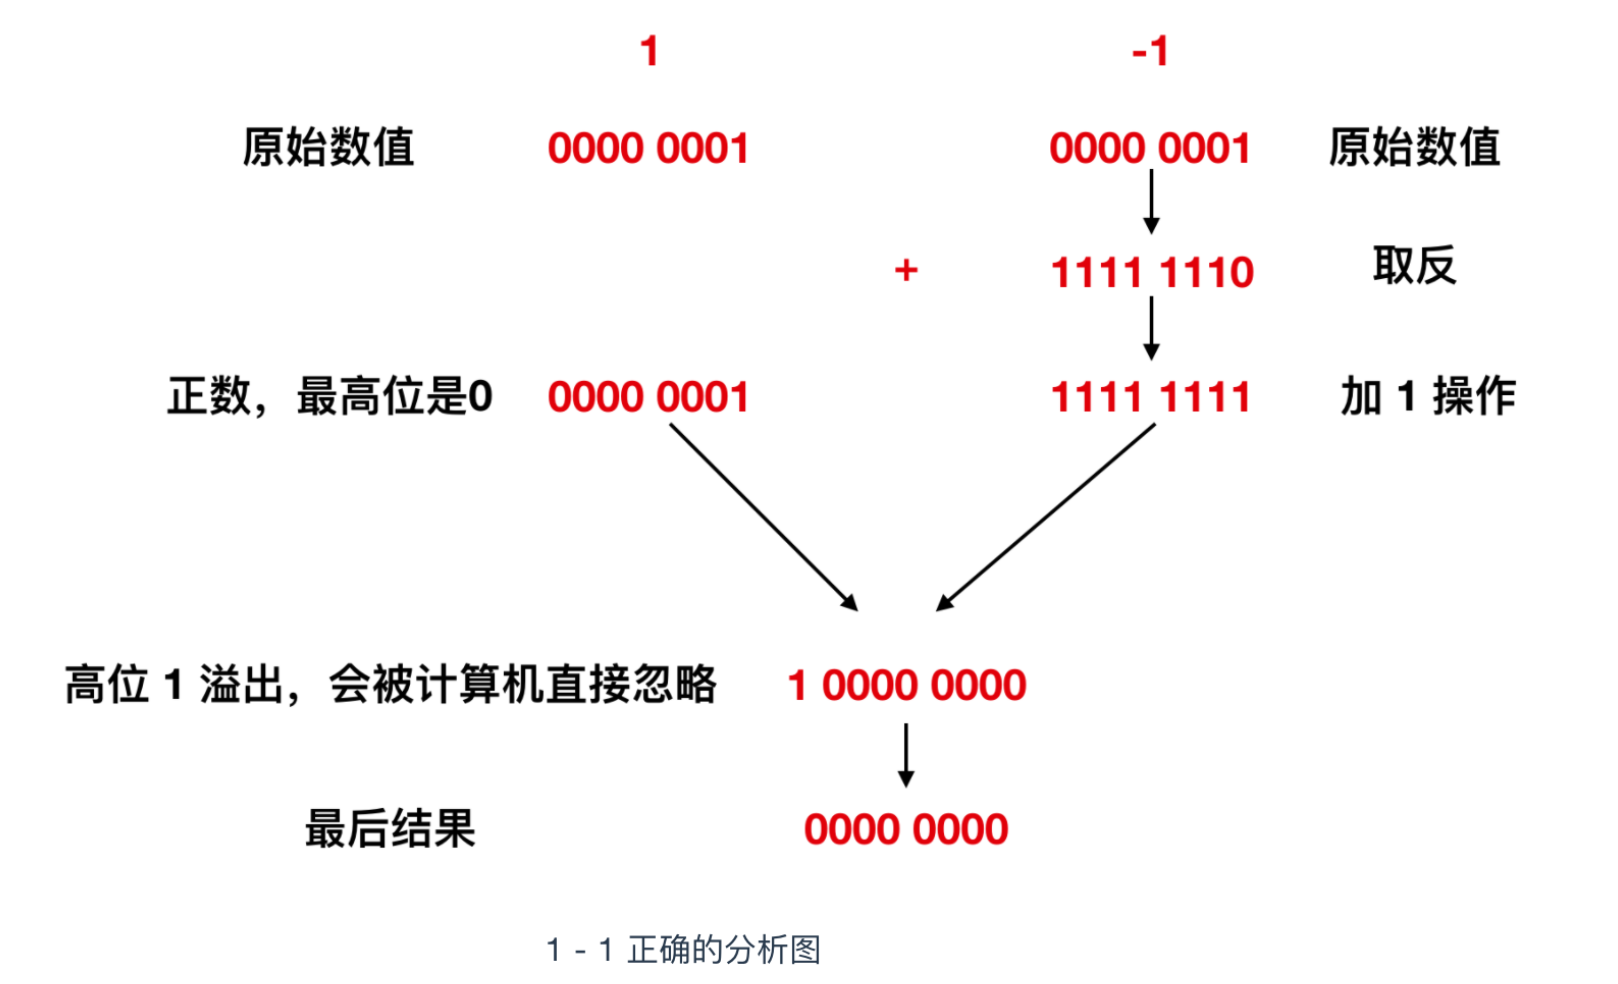 1 -1
原始数值 0000 0001 0000 0001 原始数值
+ 1111 1110 取反
正数，最高位是0 0000 0001 1111 1111 加 1 操作
高位 1 溢出，会被计算机直接忽略 1 0000 0000
最后结果 0000 0000
1 - 1 正确的分析图